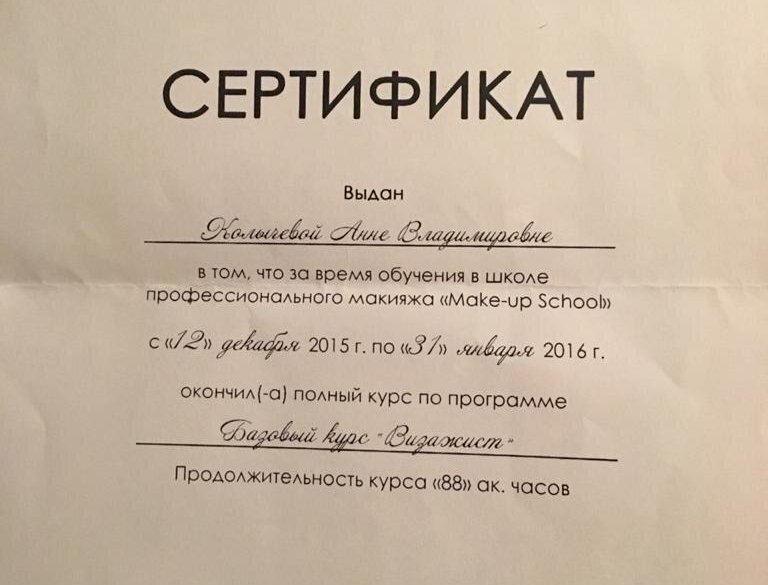 СЕРТИФИКАТ
Выдан
Колычевой Анне Владимировне
в том, что за время обучения в школе
профессионального макияжа «Make-up School»
с «12» декабря 2015 г. по «31» января 2016 г.
окончил(-а) полный курс по программе
Базовый курс "Визажист"
Продолжительность курса «88» ак. часов